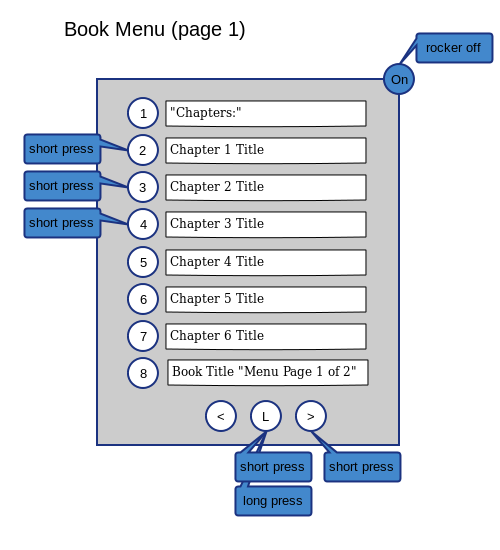 Book Menu (page 1)
rocker off
On
1 "Chapters:"
short press 2 Chapter 1 Title
short press 3 Chapter 2 Title
short press 4 Chapter 3 Title
5 Chapter 4 Title
6 Chapter 5 Title
7 Chapter 6 Title
8 Book Title "Menu Page 1 of 2"
< L >
short press short press
long press